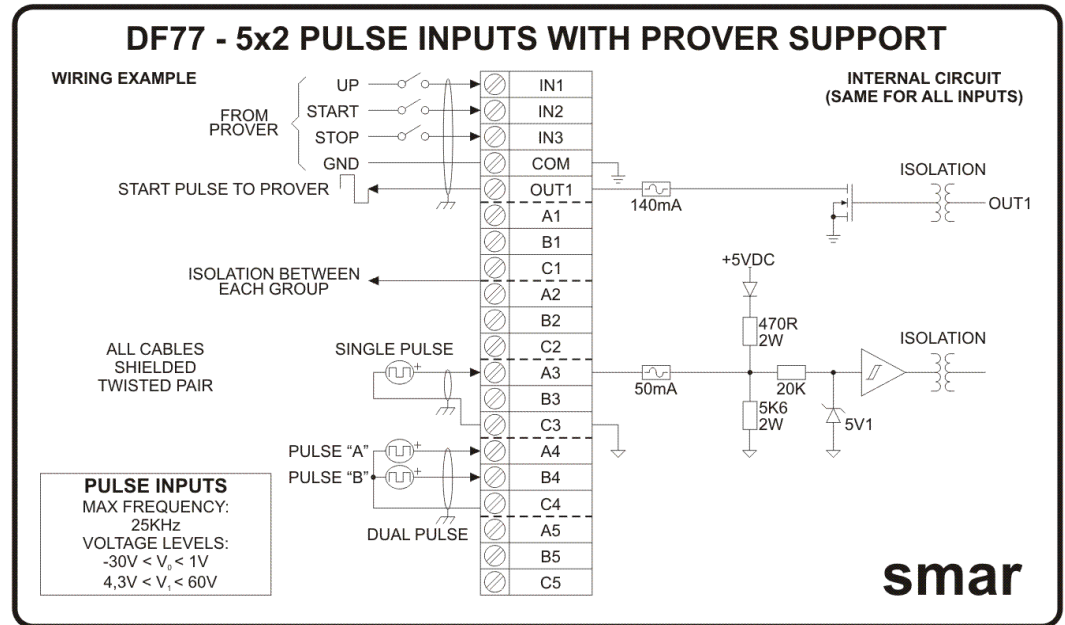 DF77 - 5x2 PULSE INPUTS WITH PROVER SUPPORT
WIRING EXAMPLE
INTERNAL CIRCUIT
(SAME FOR ALL INPUTS)
FROM
PROVER
UP
START
STOP
GND
START PULSE TO PROVER
ISOLATION BETWEEN
EACH GROUP
ALL CABLES
SHIELDED
TWISTED PAIR
SINGLE PULSE
PULSE “A”
PULSE “B”
DUAL PULSE
+
+
+
IN1
IN2
IN3
COM
OUT1
A1
B1
C1
A2
B2
C2
A3
B3
C3
A4
B4
C4
A5
B5
C5
140mA
ISOLATION
OUT1
+5VDC
470R
2W
50mA
20K
5K6
2W
5V1
ISOLATION
PULSE INPUTS
MAX FREQUENCY:
25KHz
VOLTAGE LEVELS:
-30V < V₀ < 1V
4,3V < V₁ < 60V
smar